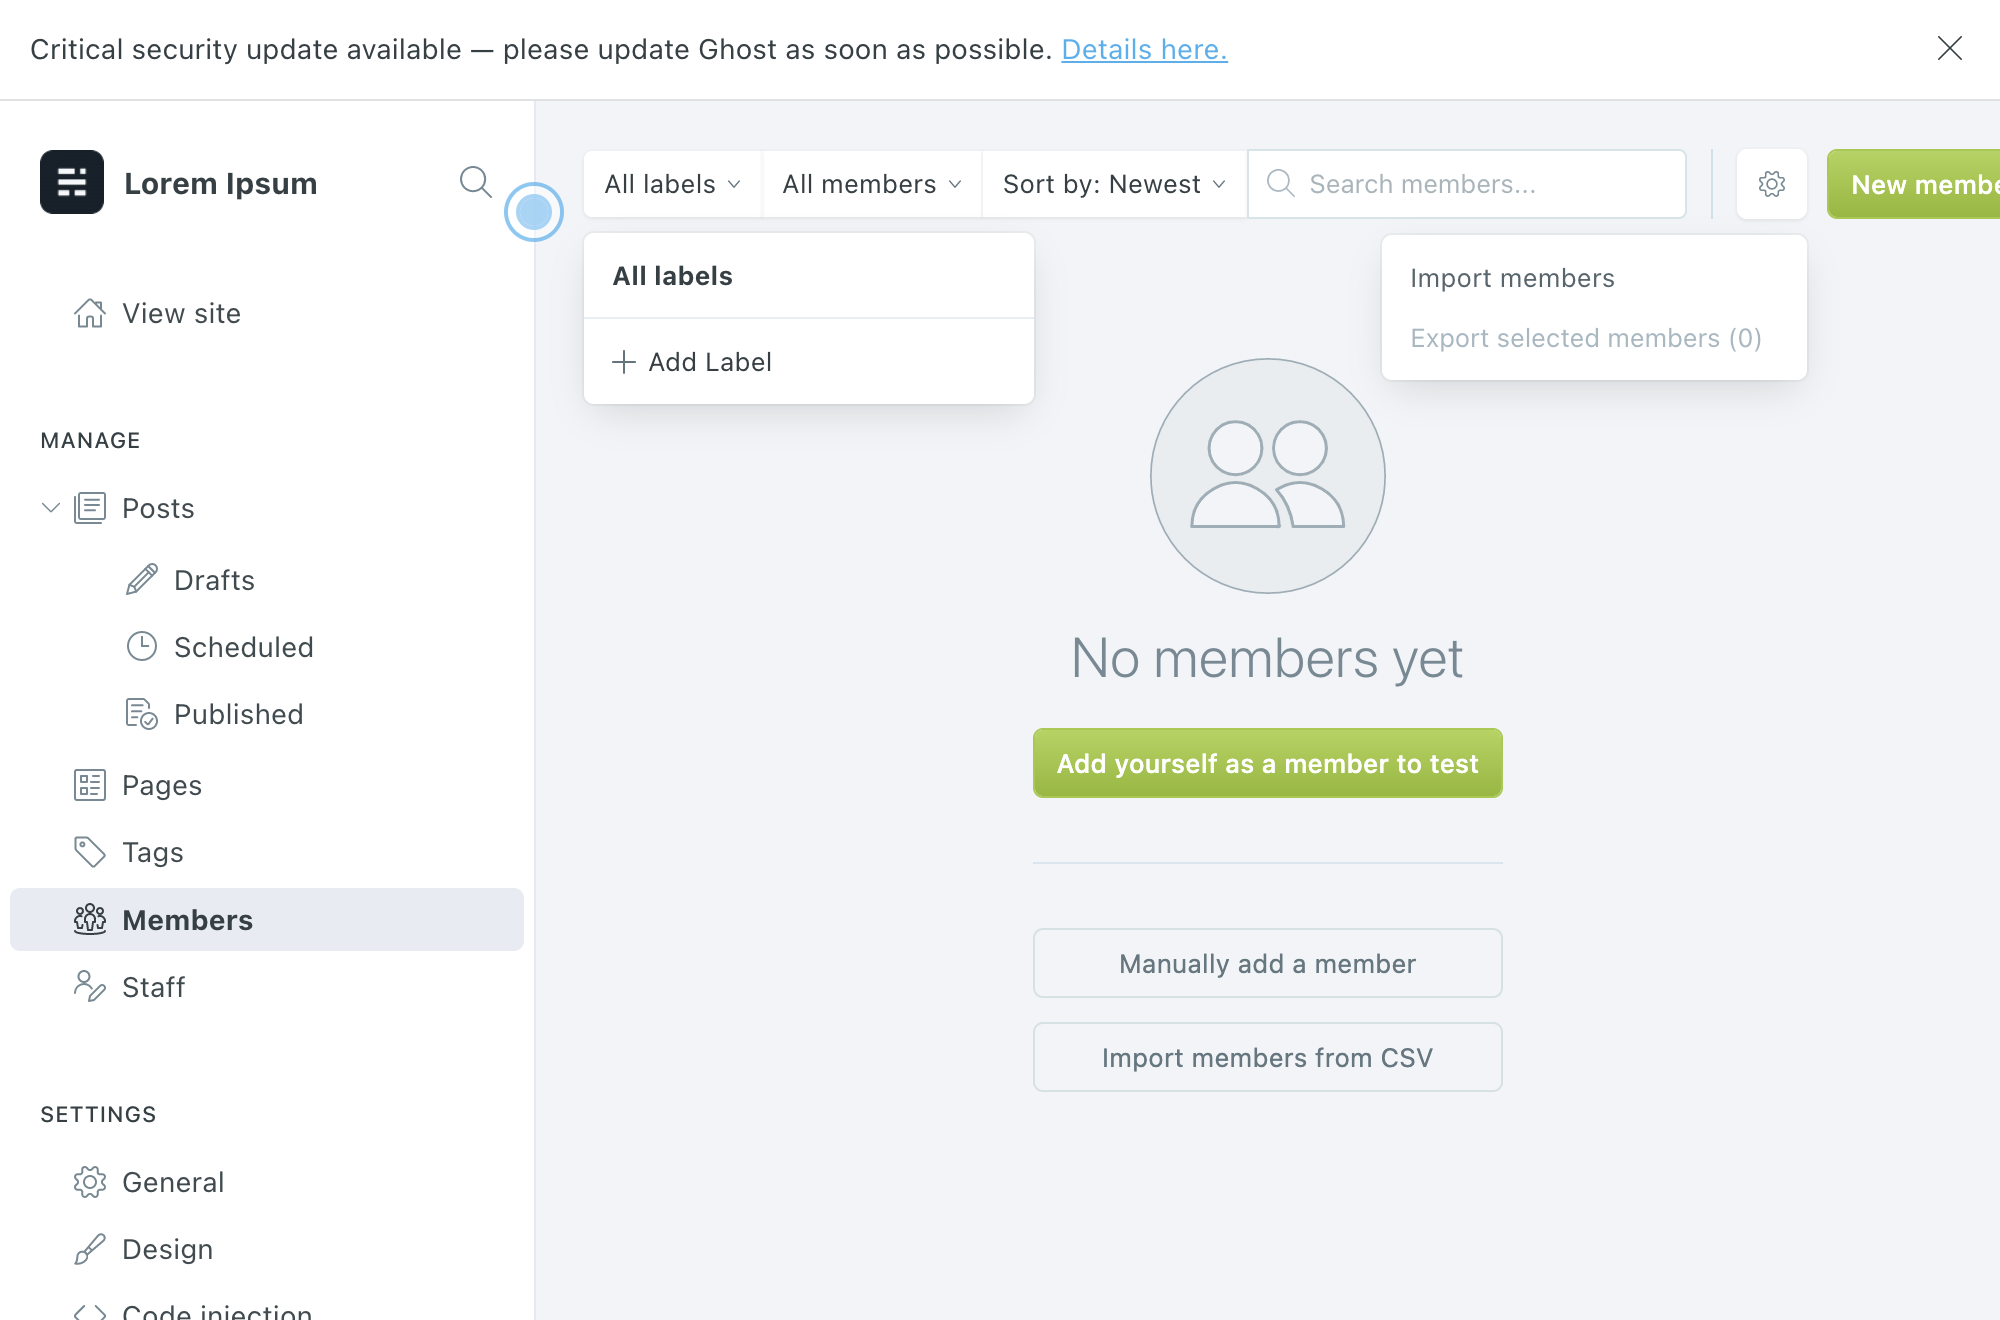 Critical security update available — please update Ghost as soon as possible. Details here.
Lorem Ipsum
View site
MANAGE
Posts
Drafts
Scheduled
Published
Pages
Tags
Members
Staff
SETTINGS
General
Design
Code injection
All labels
All members
Sort by: Newest
Search members...
New membe
All labels
Add Label
Import members
Export selected members (0)
No members yet
Add yourself as a member to test
Manually add a member
Import members from CSV